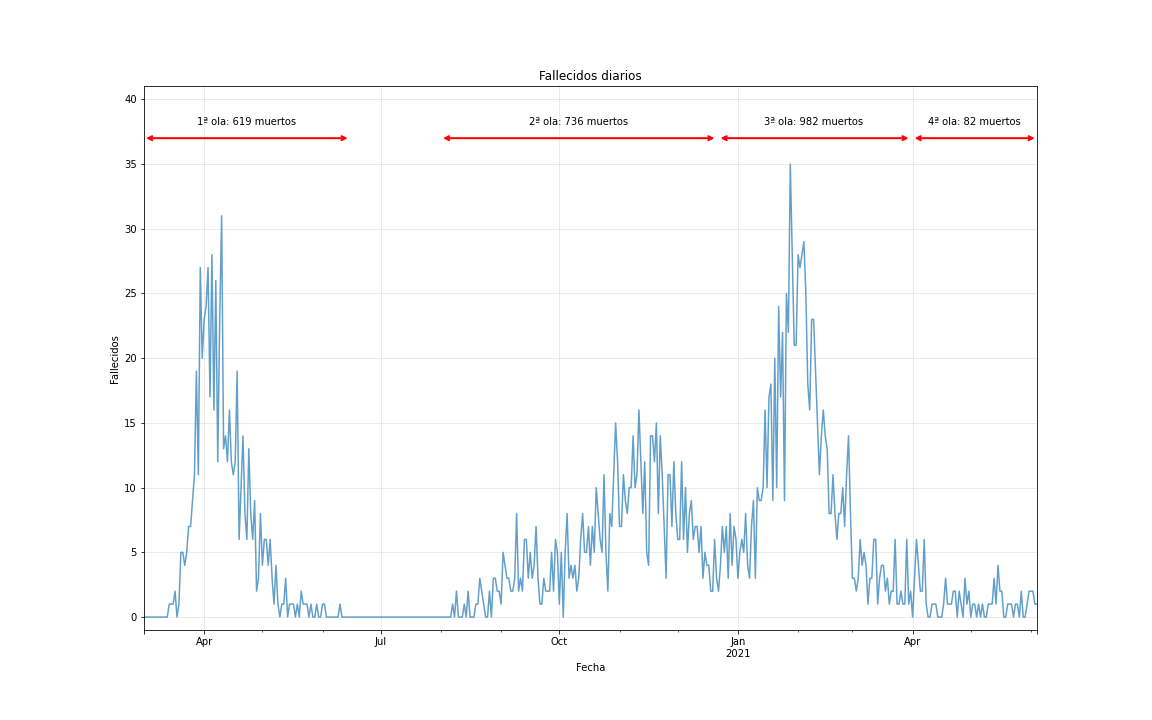 Fallecidos diarios
40
1ª ola: 619 muertos
2ª ola: 736 muertos
3ª ola: 982 muertos
4ª ola: 82 muertos
35
30
25
20
15
10
5
0
Fallecidos
Apr
Jul
Oct
Jan
2021
Apr
Fecha